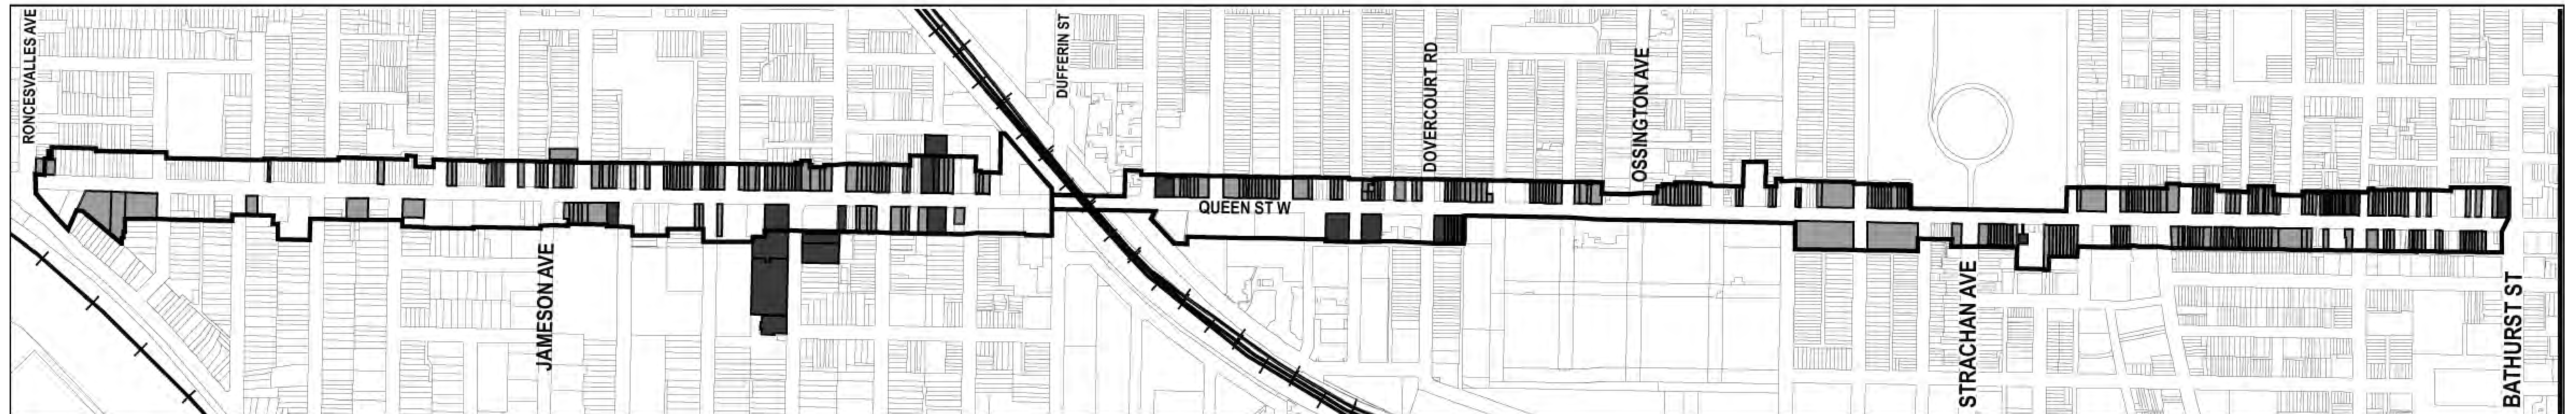 RONCESVALLES AVE
JAMESON AVE
DUFFERIN ST
QUEEN ST W
DOVERCOURT RD
OSSINGTON AVE
STRACHAN AVE
BATHURST ST